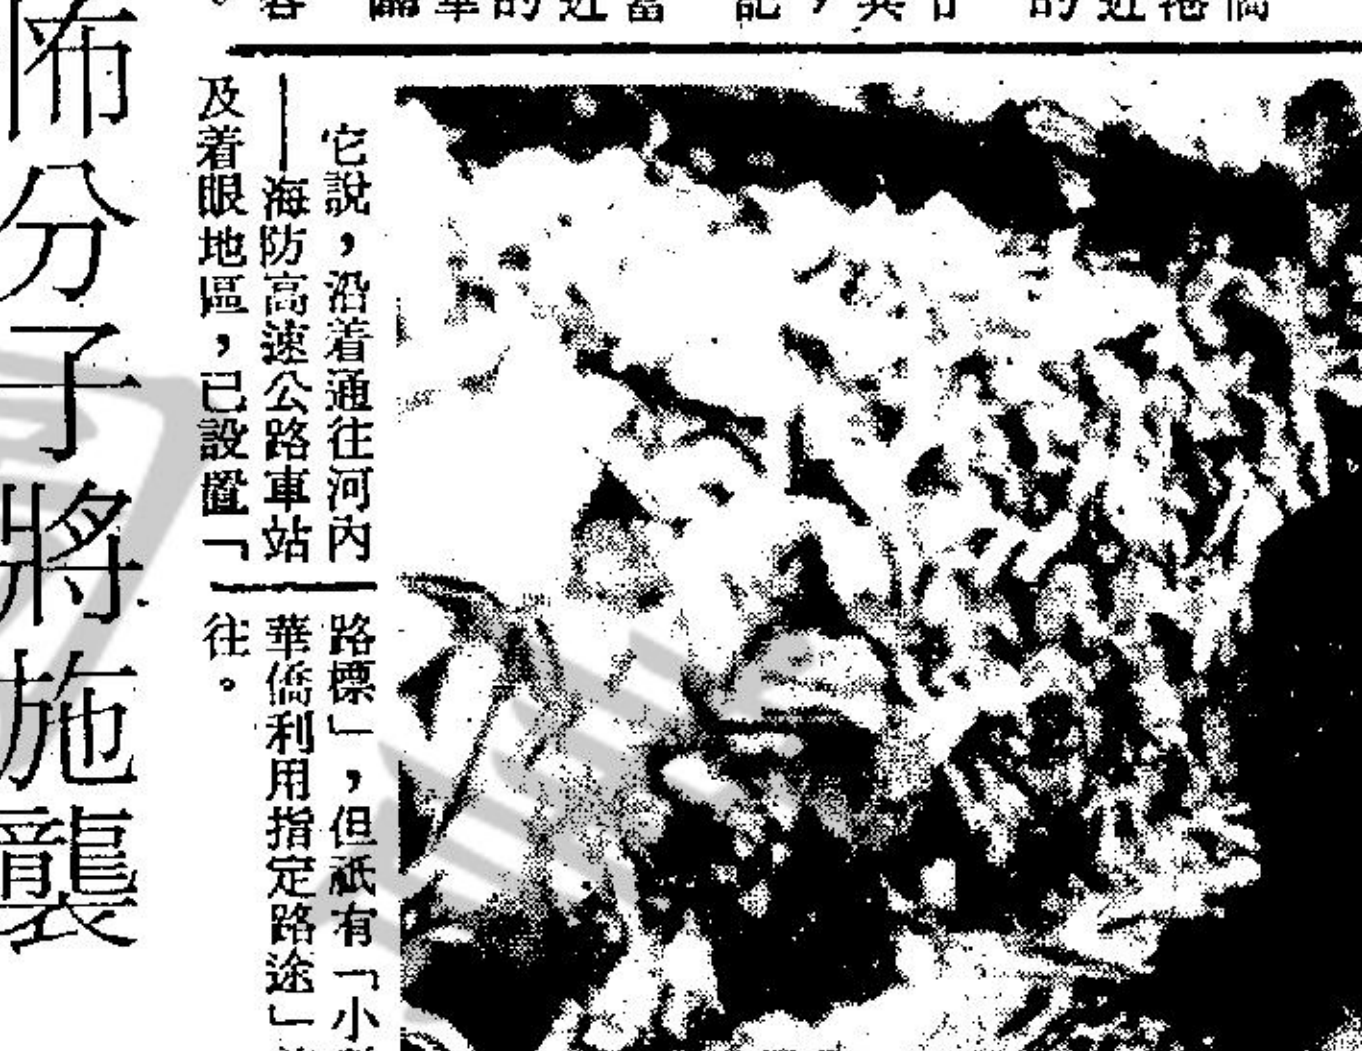 它說，沿着通往河內
——海防高速公路車站
及着眼地區，已設置「
路標」，但祇有「小
華僑利用指定路途」
往。
怖分子將施襲